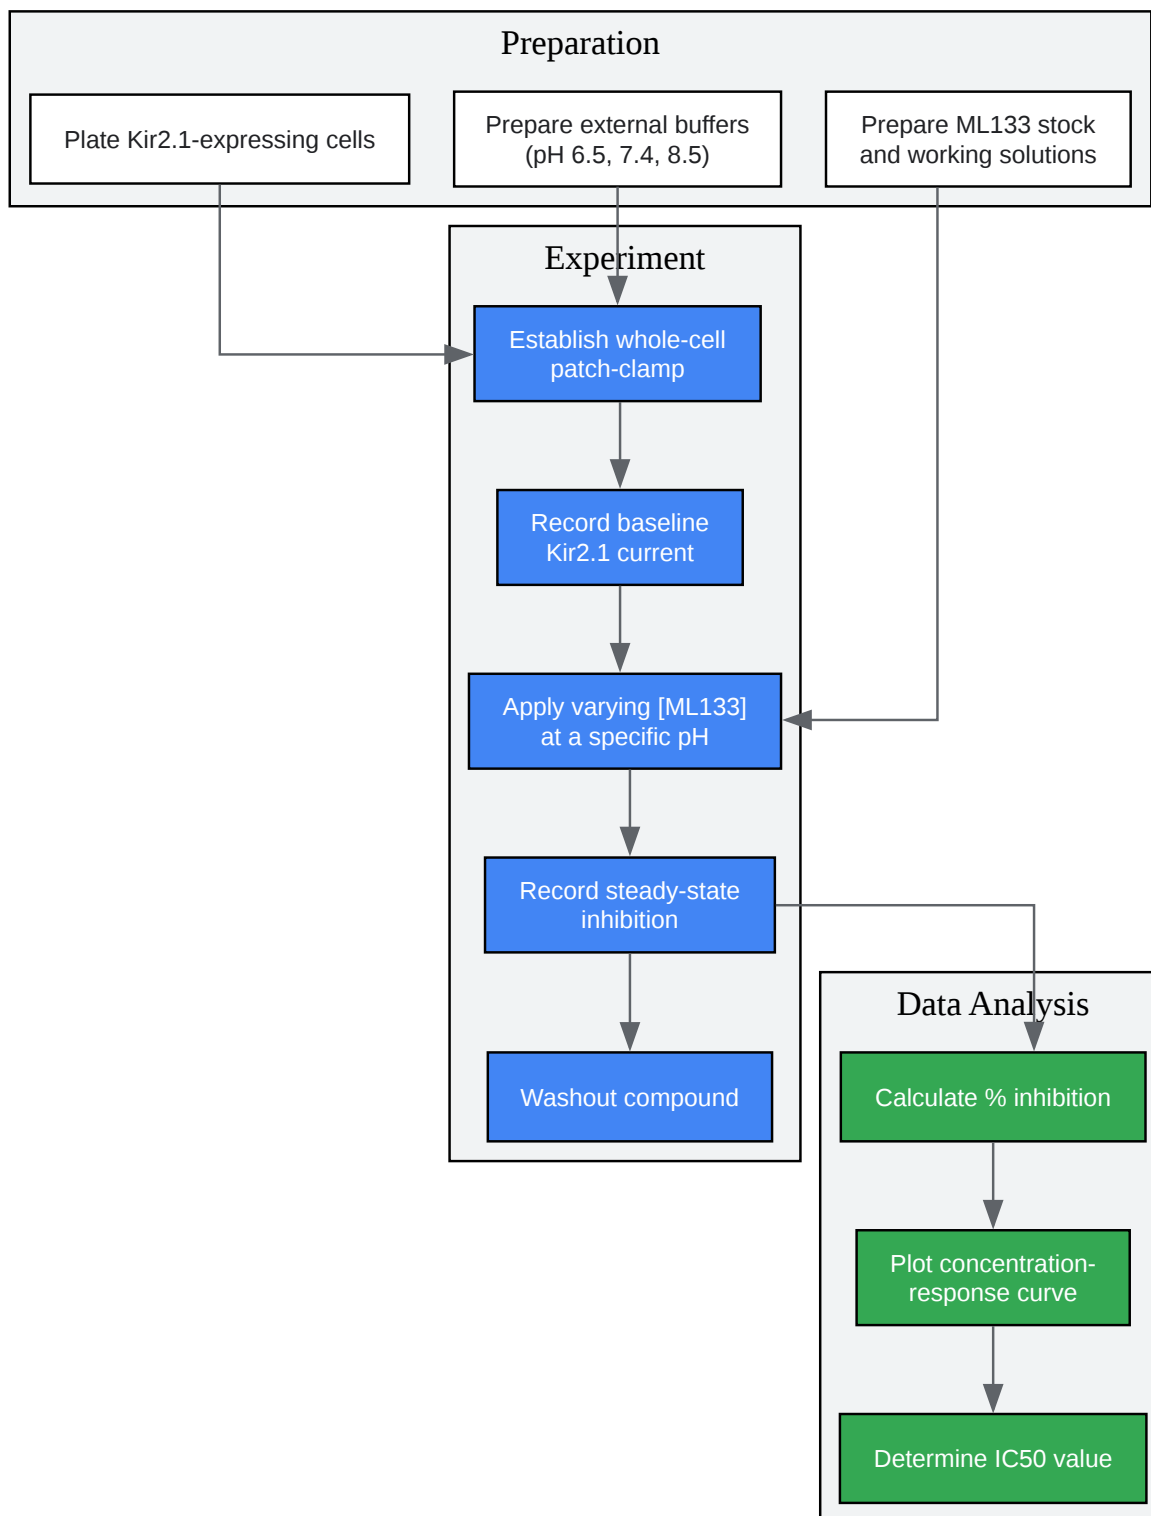 Preparation
Plate Kir2.1-expressing cells
Prepare external buffers
(pH 6.5, 7.4, 8.5)
Prepare ML133 stock
and working solutions
Experiment
Establish whole-cell
patch-clamp
Record baseline
Kir2.1 current
Apply varying [ML133]
at a specific pH
Record steady-state
inhibition
Washout compound
Data Analysis
Calculate % inhibition
Plot concentration-
response curve
Determine IC50 value